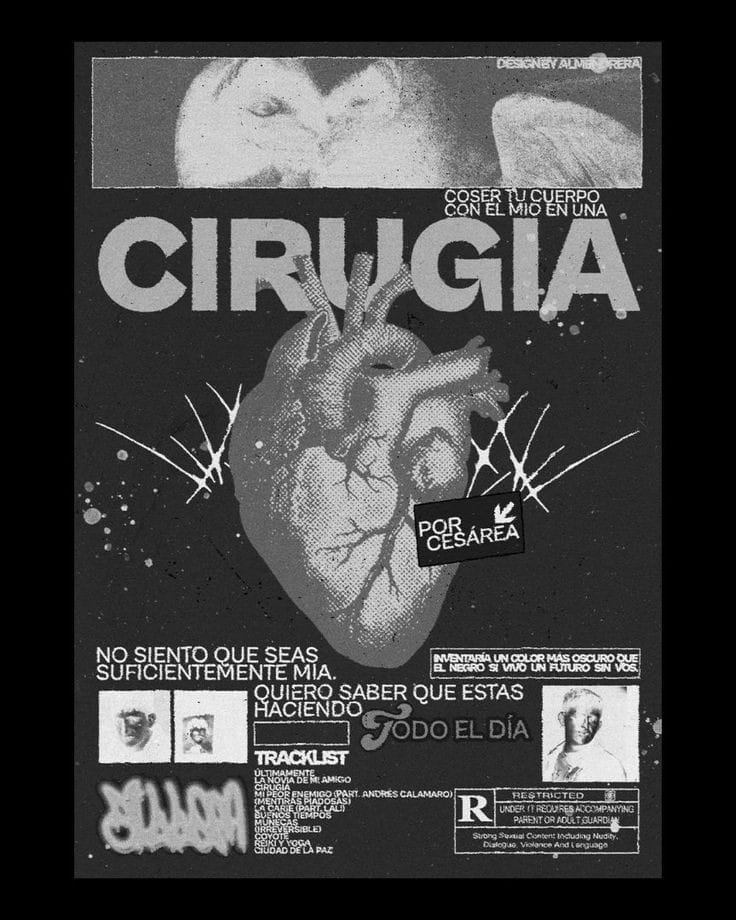 DESIGN BY ALMENDRERA
COSER TU CUERPO
CON EL MIO EN UNA
CIRUGIA
POR
CESÁREA
NO SIENTO QUE SEAS
SUFICIENTEMENTE MIA.
INVENTARÍA UN COLOR MÁS OSCURO QUE
EL NEGRO SI VIVO UN FUTURO SIN VOS.
QUIERO SABER QUE ESTAS
HACIENDO
TODO EL DÍA
TRACKLIST
ÚLTIMAMENTE
LA NOVIA DE MI AMIGO
CIRUGIA
MI PEOR ENEMIGO (PART. ANDRÉS CALAMARO)
(MENTIRAS PIADOSAS)
LA CARIE (PART. LALI)
BUENOS TIEMPOS
MUÑECAS
(IRREVERSIBLE)
COYOTE
REIKI Y YOGA
CIUDAD DE LA PAZ
R
RESTRICTED
UNDER 17 REQUIRES ACCOMPANYING
PARENT OR ADULT GUARDIAN
Strong Sexual Content Including Nudity,
Dialogue, Violence And Language